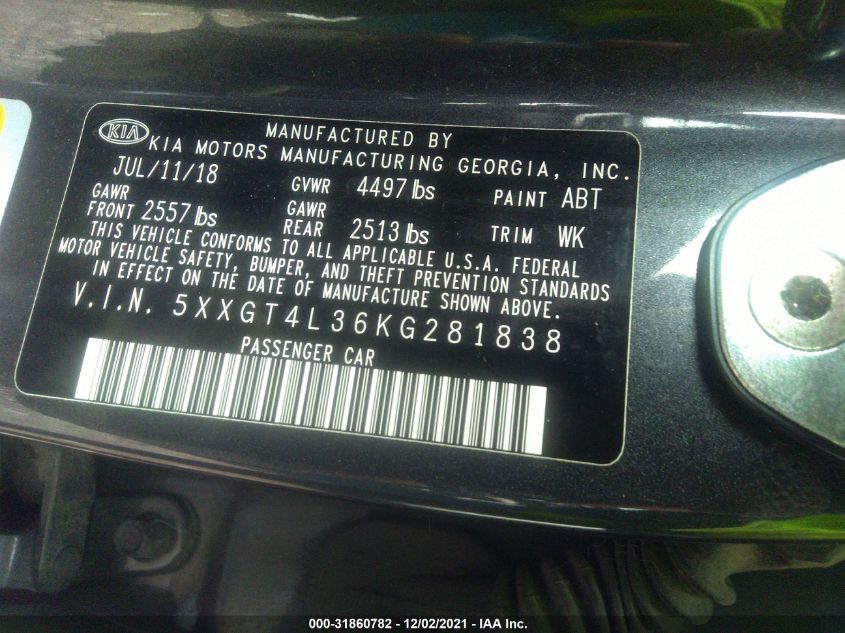 KIA
MANUFACTURED BY
KIA MOTORS MANUFACTURING GEORGIA, INC.
JUL/11/18 GVWR 4497 lbs PAINT ABT
GAWR FRONT 2557 lbs GAWR REAR 2513 lbs TRIM WK
THIS VEHICLE CONFORMS TO ALL APPLICABLE U.S.A. FEDERAL
MOTOR VEHICLE SAFETY, BUMPER, AND THEFT PREVENTION STANDARDS
IN EFFECT ON THE DATE OF MANUFACTURE SHOWN ABOVE.
V.I.N. 5XXGT4L36KG281838
PASSENGER CAR
000-31860782 - 12/02/2021 - IAA Inc.